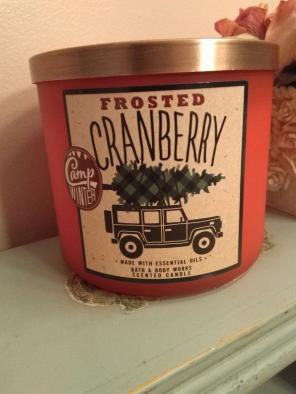 FROSTED
CRANBERRY
Camp
WINTER
• MADE WITH ESSENTIAL OILS •
BATH & BODY WORKS
SCENTED CANDLE